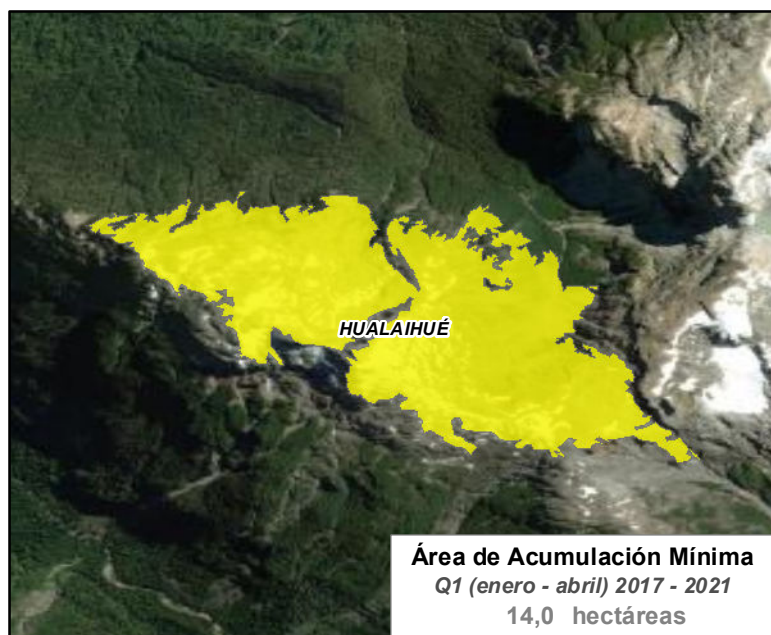 HUALAIHUÉ
Área de Acumulación Mínima
Q1 (enero - abril) 2017 - 2021
14,0 hectáreas